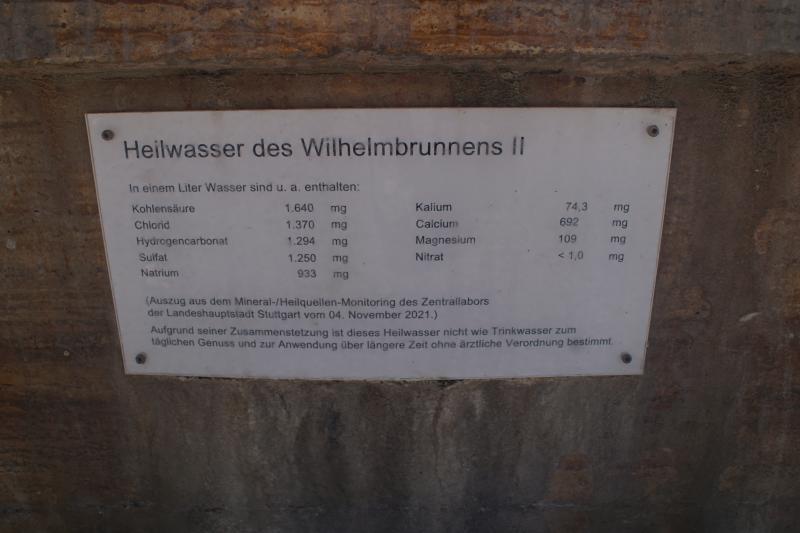 Heilwasser des Wilhelmbrunnens II
In einem Liter Wasser sind u. a. enthalten:
Kohlensäure 1.640 mg Kalium 74,3 mg
Chlorid 1.370 mg Calcium 692 mg
Hydrogencarbonat 1.294 mg Magnesium 109 mg
Sulfat 1.250 mg Nitrat < 1,0 mg
Natrium 933 mg
(Auszug aus dem Mineral-/Heilquellen-Monitoring des Zentrallabors
der Landeshauptstadt Stuttgart vom 04. November 2021.)
Aufgrund seiner Zusammenstetzung ist dieses Heilwasser nicht wie Trinkwasser zum
täglichen Genuss und zur Anwendung über längere Zeit ohne ärztliche Verordnung bestimmt.